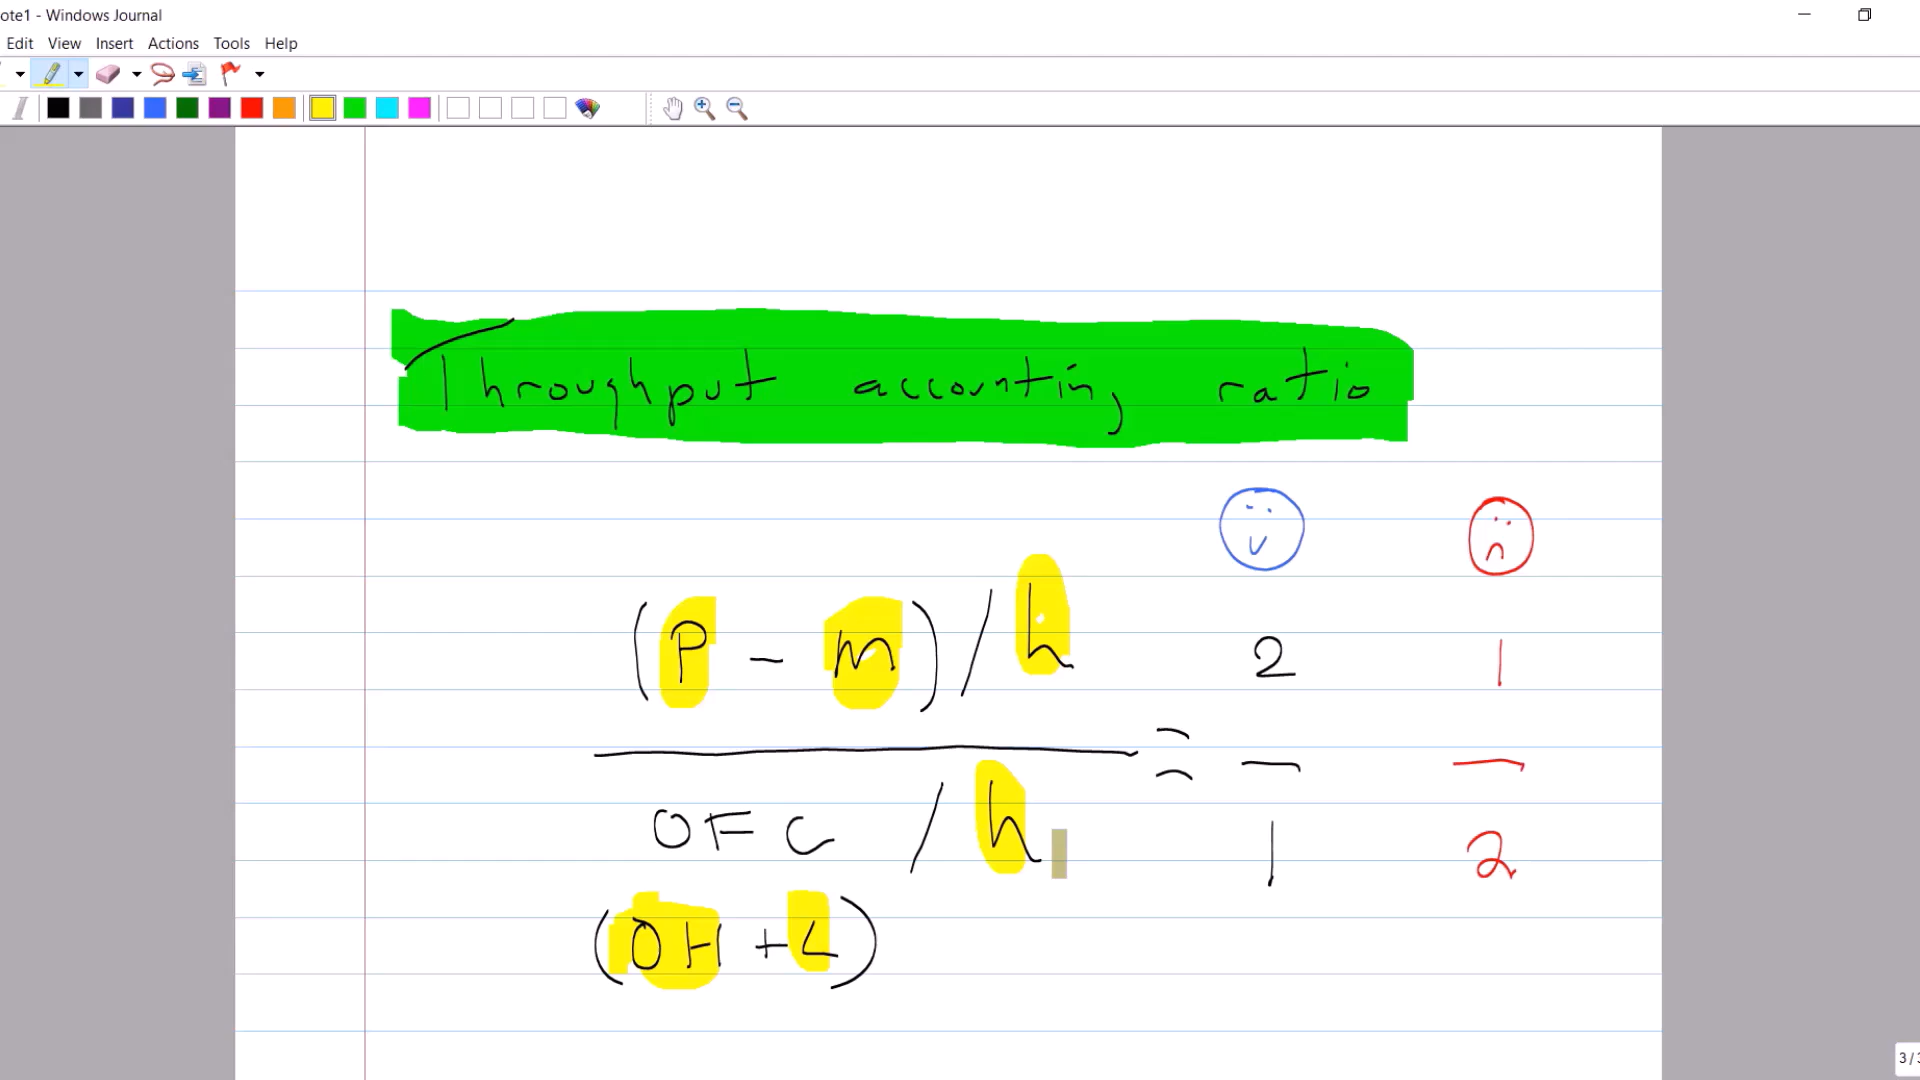 ote1 - Windows Journal
Edit View Insert Actions Tools Help
Throughput accounting ratio
(P - M) / h
= 2 1
OFC / h
1 2
(OH + L)
3 / 3